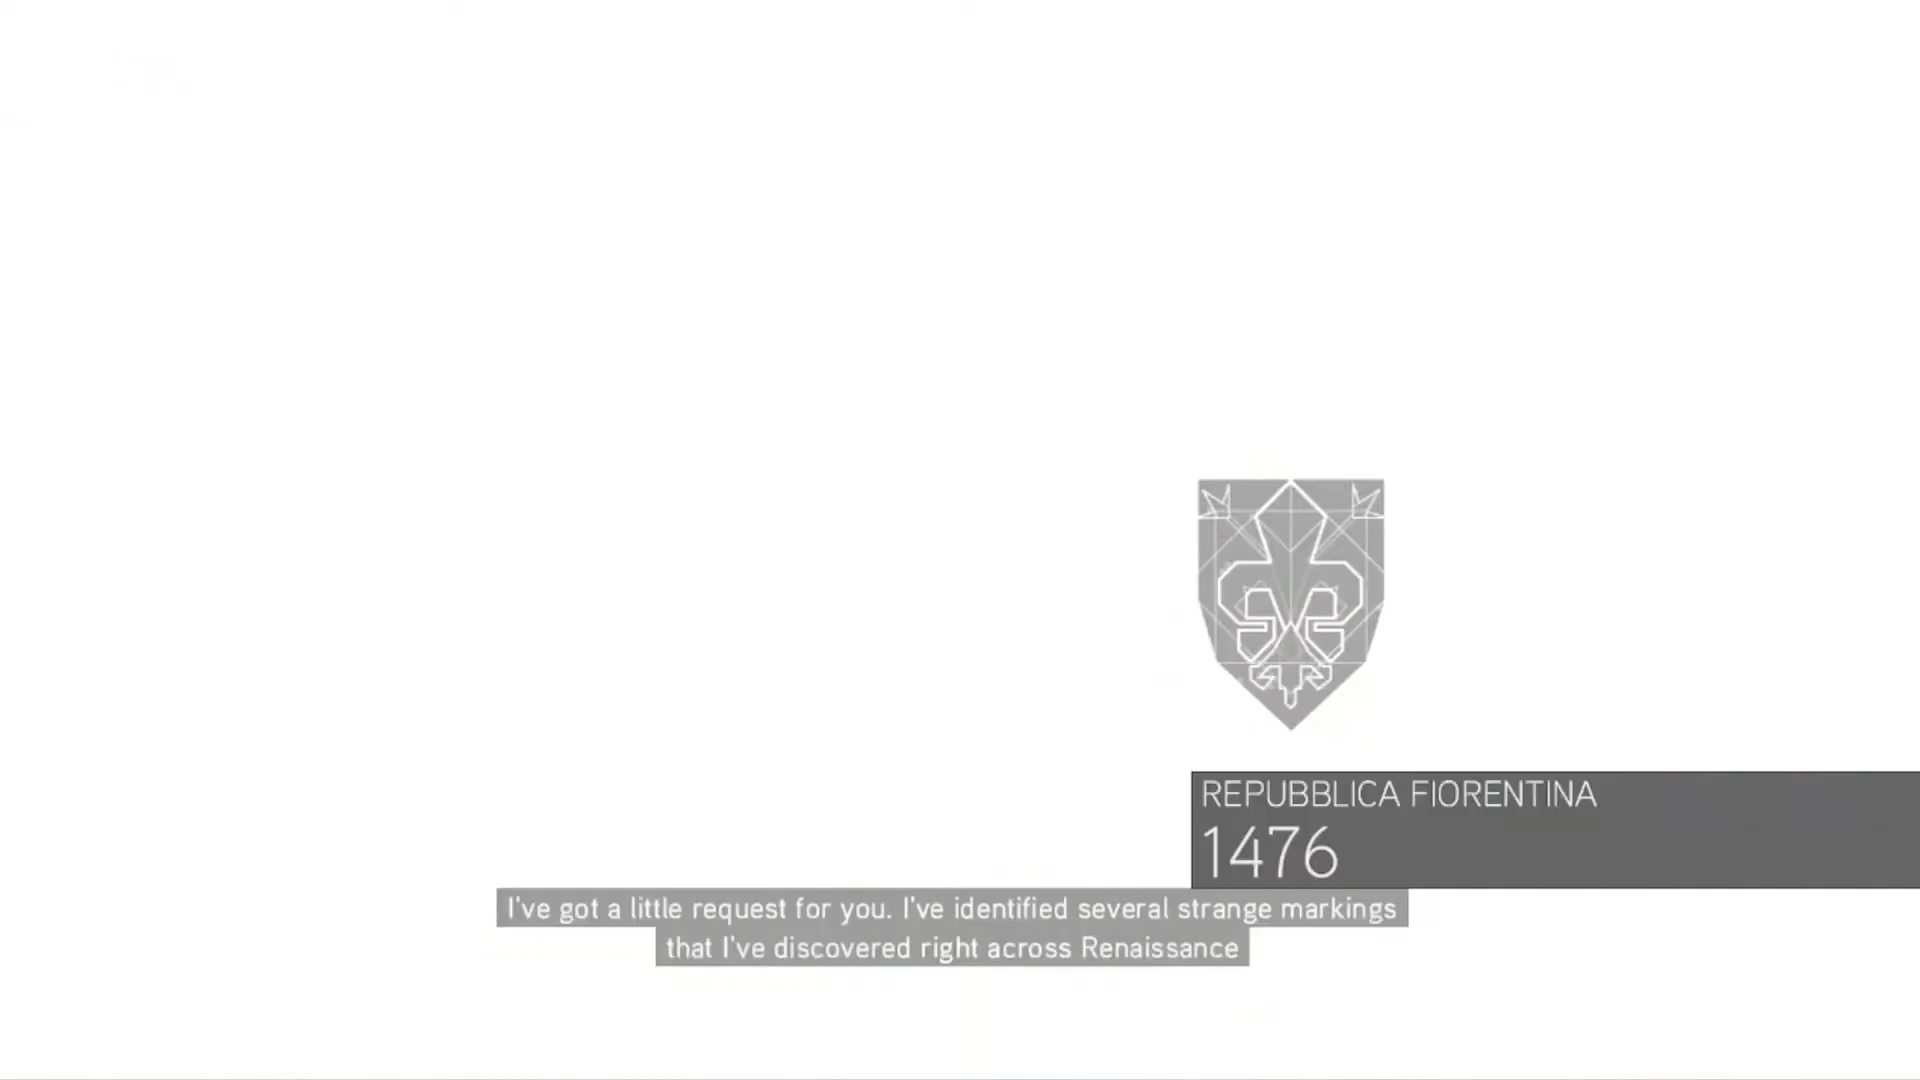 REPUBBLICA FIORENTINA
1476
I've got a little request for you. I've identified several strange markings
that I've discovered right across Renaissance